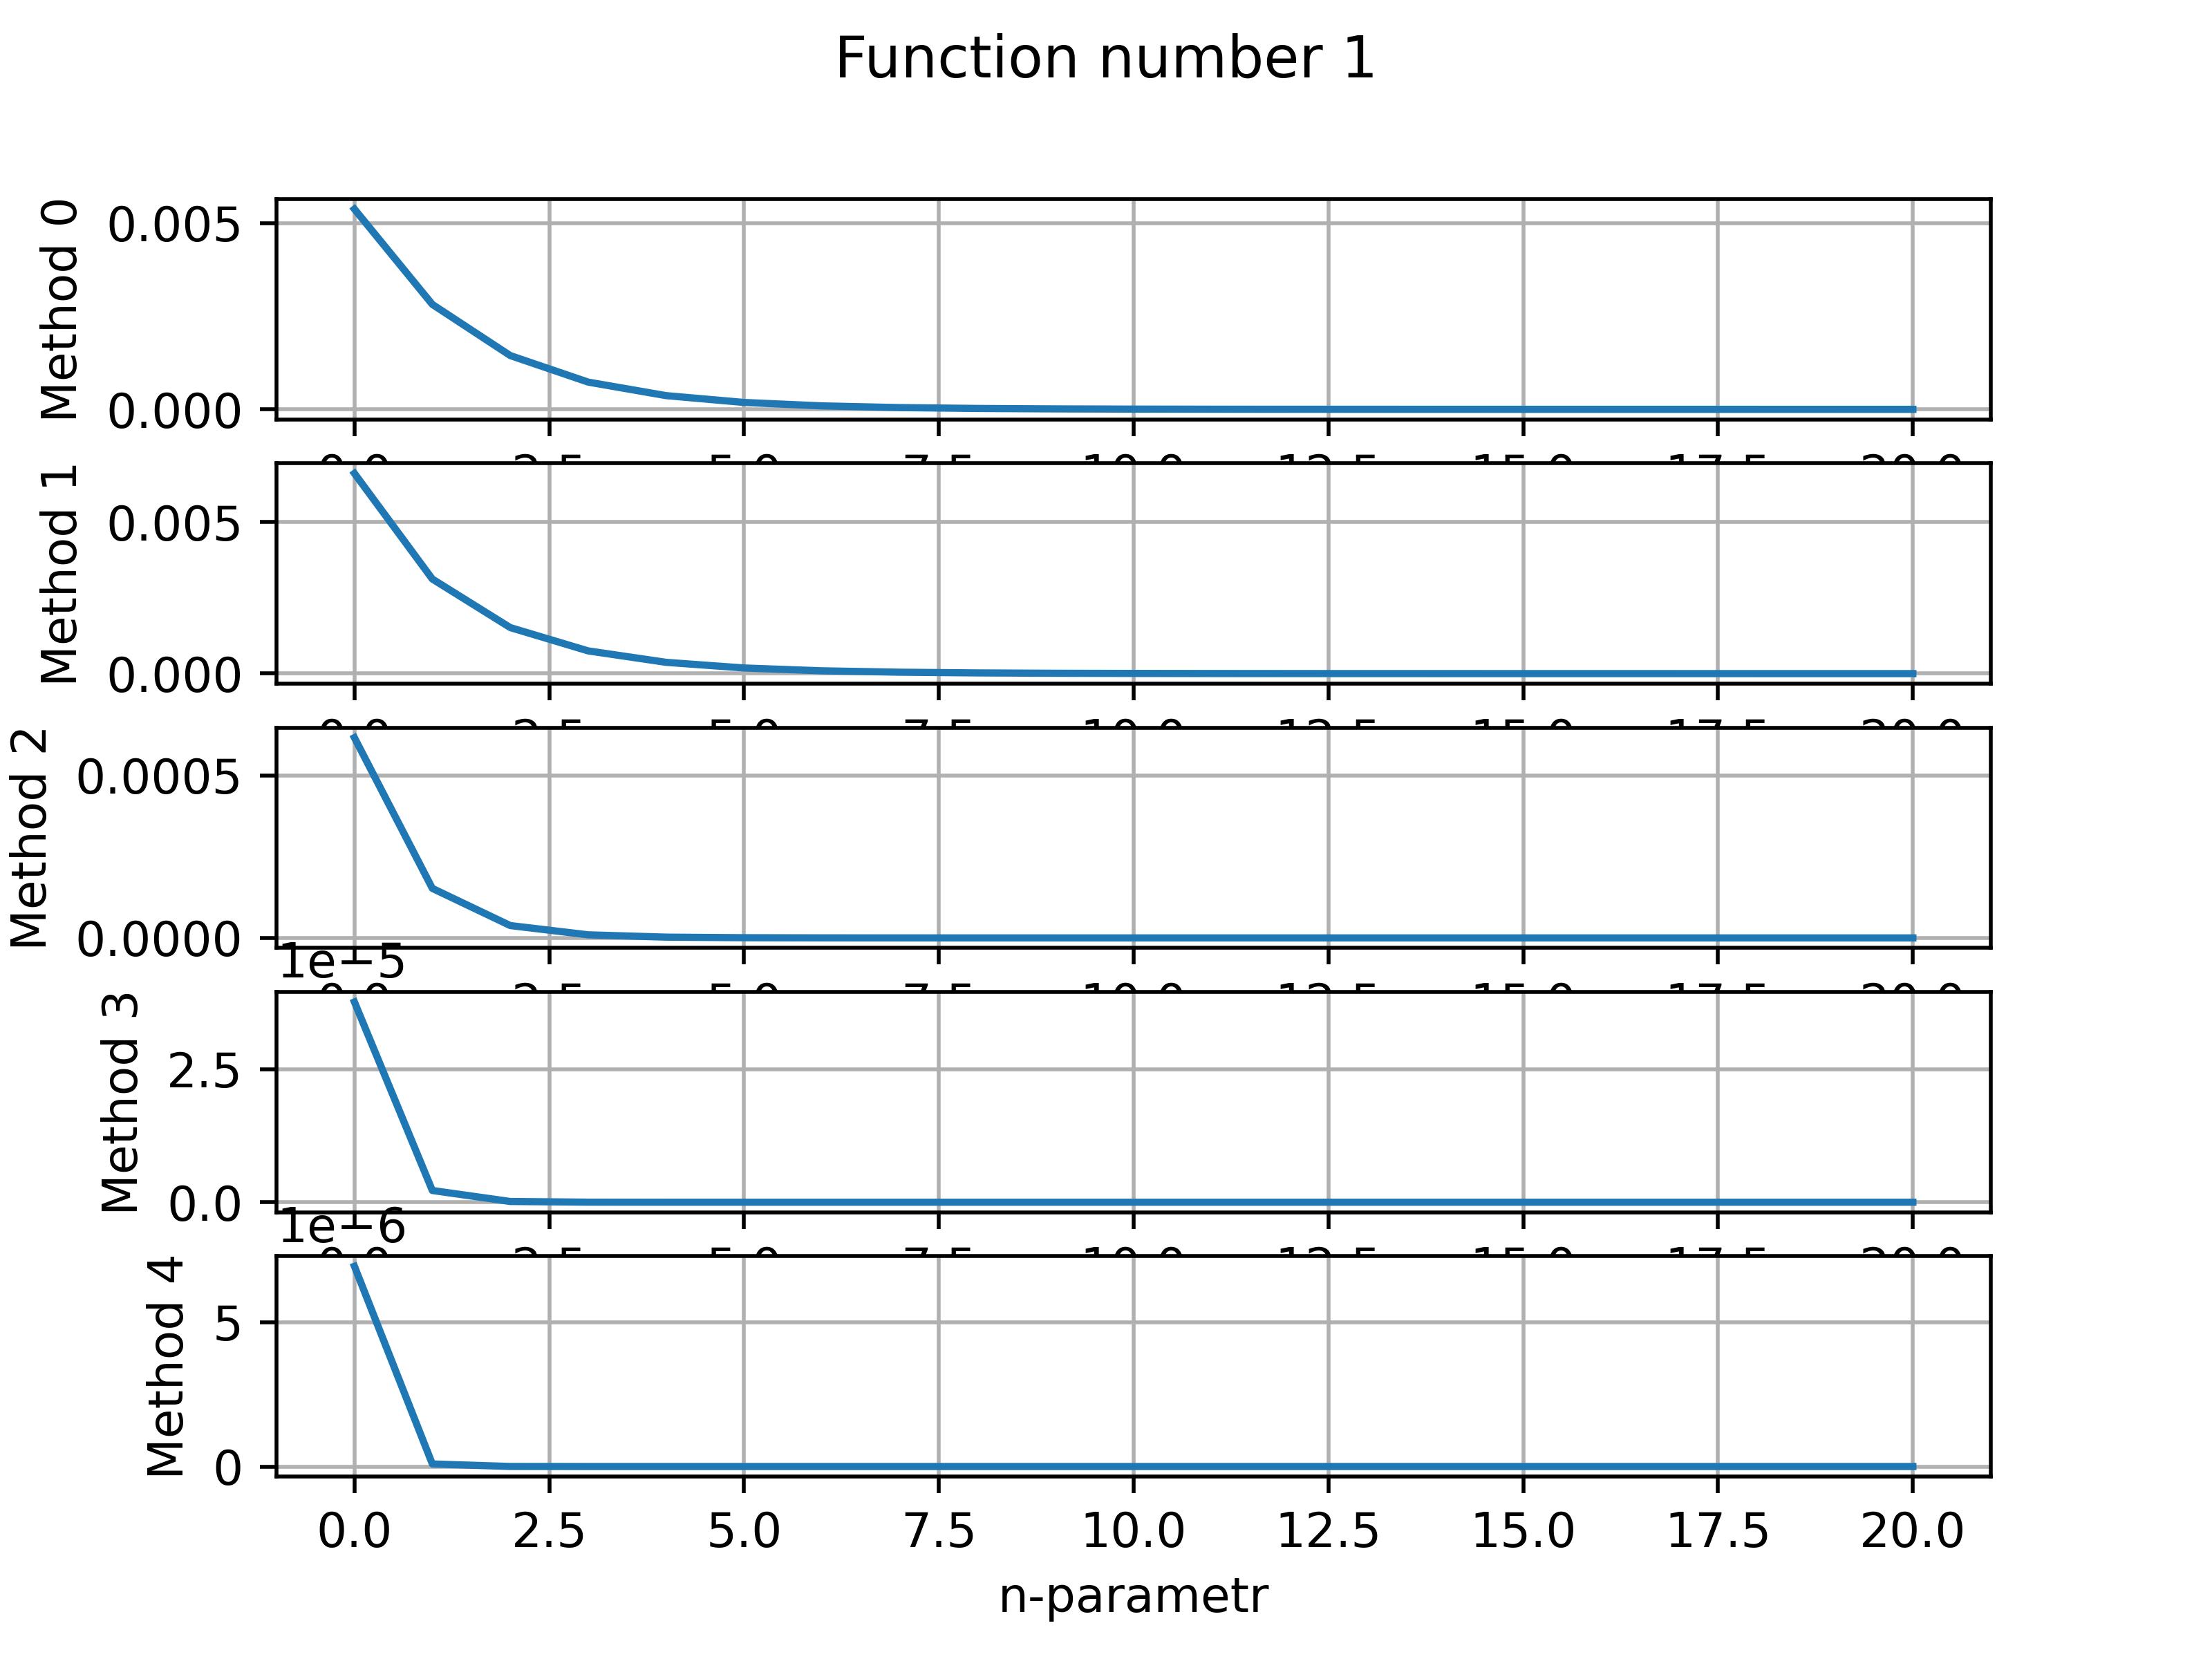 Function number 1
Method 0
0.005
0.000
Method 1
0.005
0.000
Method 2
0.0005
0.0000
1e−5
Method 3
2.5
0.0
1e−6
Method 4
5
0
0.0 2.5 5.0 7.5 10.0 12.5 15.0 17.5 20.0
n-parametr